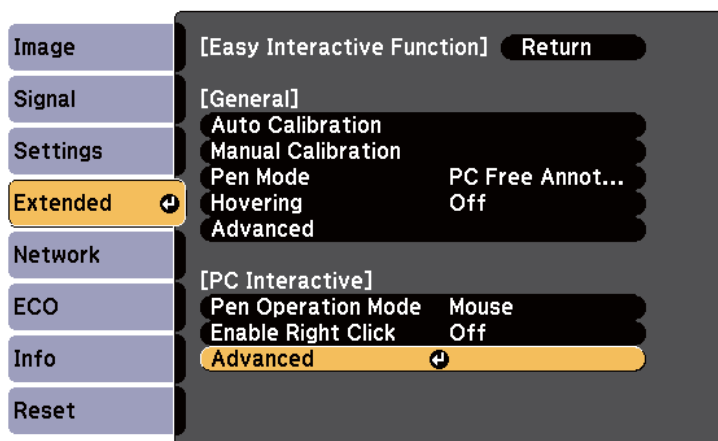 Image
Signal
Settings
Extended
Network
ECO
Info
Reset
[Easy Interactive Function] Return
[General]
Auto Calibration
Manual Calibration
Pen Mode PC Free Annot...
Hovering Off
Advanced
[PC Interactive]
Pen Operation Mode Mouse
Enable Right Click Off
Advanced